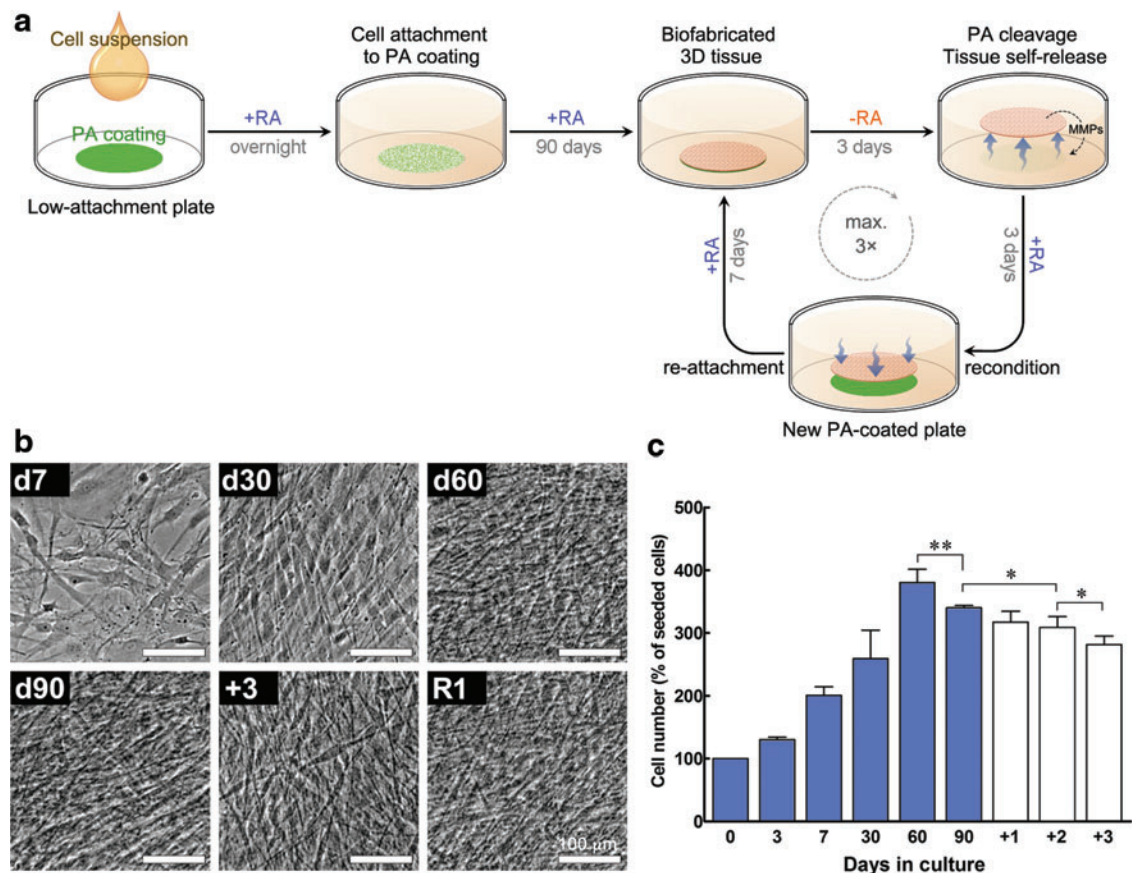 a
Cell suspension
PA coating
Low-attachment plate
+RA
overnight
Cell attachment
to PA coating
+RA
90 days
Biofabricated
3D tissue
-RA
3 days
PA cleavage
Tissue self-release
MMPs
+RA
3 days
recondition
New PA-coated plate
re-attachment
+RA
7 days
max.
3×
b
d7
d30
d60
d90
+3
R1
100 μm
c
Cell number (% of seeded cells)
500
400
300
200
100
0
**
*
*
0 3 7 30 60 90 +1 +2 +3
Days in culture